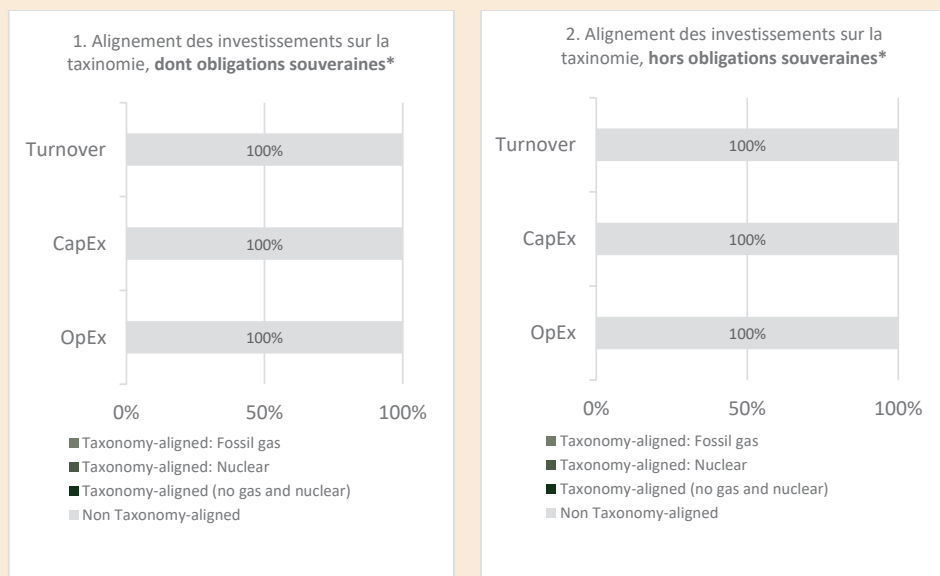 1. Alignement des investissements sur la
taxinomie, dont obligations souveraines*
Turnover
100%
CapEx
100%
OpEx
100%
0% 50% 100%
Taxonomy-aligned: Fossil gas
Taxonomy-aligned: Nuclear
Taxonomy-aligned (no gas and nuclear)
Non Taxonomy-aligned
2. Alignement des investissements sur la
taxinomie, hors obligations souveraines*
Turnover
100%
CapEx
100%
OpEx
100%
0% 50% 100%
Taxonomy-aligned: Fossil gas
Taxonomy-aligned: Nuclear
Taxonomy-aligned (no gas and nuclear)
Non Taxonomy-aligned